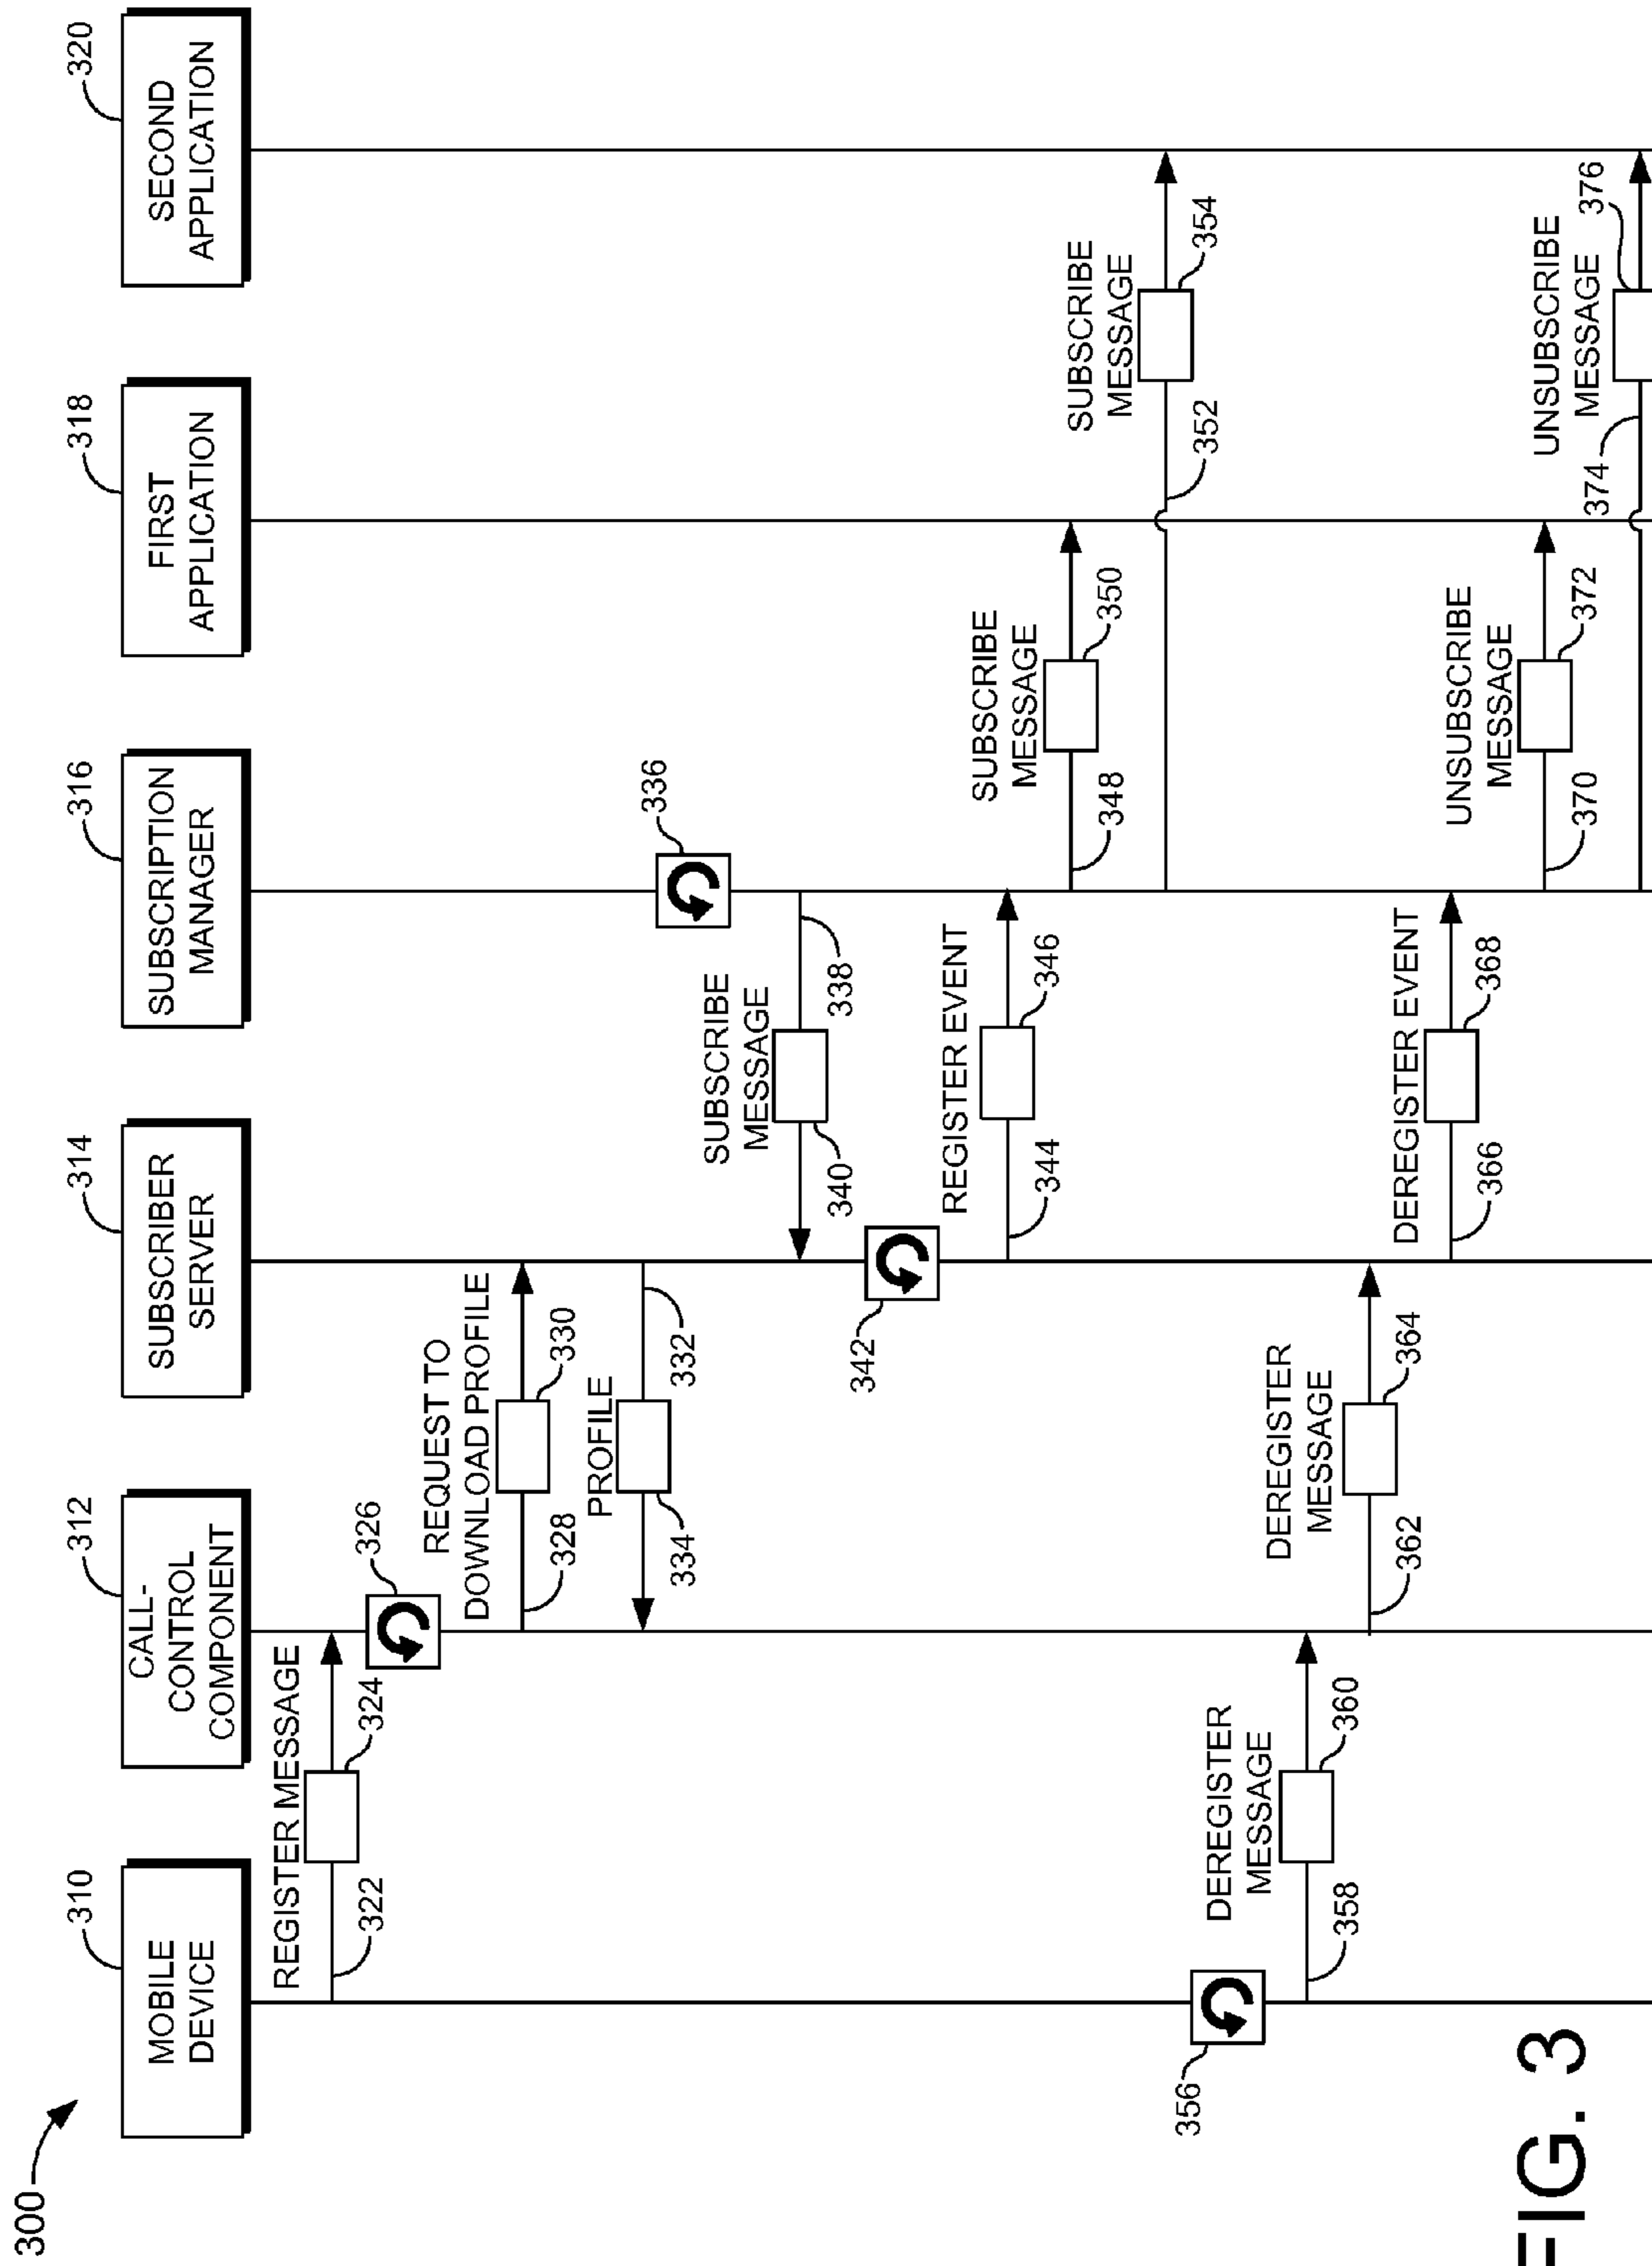 300
310
MOBILE
DEVICE
312
CALL-
CONTROL
COMPONENT
314
SUBSCRIBER
SERVER
316
SUBSCRIPTION
MANAGER
318
FIRST
APPLICATION
320
SECOND
APPLICATION
REGISTER MESSAGE
322
324
326
REQUEST TO
DOWNLOAD PROFILE
328
330
PROFILE
334
332
336
SUBSCRIBE
MESSAGE
340
338
342
REGISTER EVENT
344
346
SUBSCRIBE
MESSAGE
348
350
SUBSCRIBE
MESSAGE
352
354
356
DEREGISTER
MESSAGE
358
360
DEREGISTER
MESSAGE
362
364
DEREGISTER EVENT
366
368
UNSUBSCRIBE
MESSAGE
370
372
UNSUBSCRIBE
MESSAGE
374
376
FIG. 3